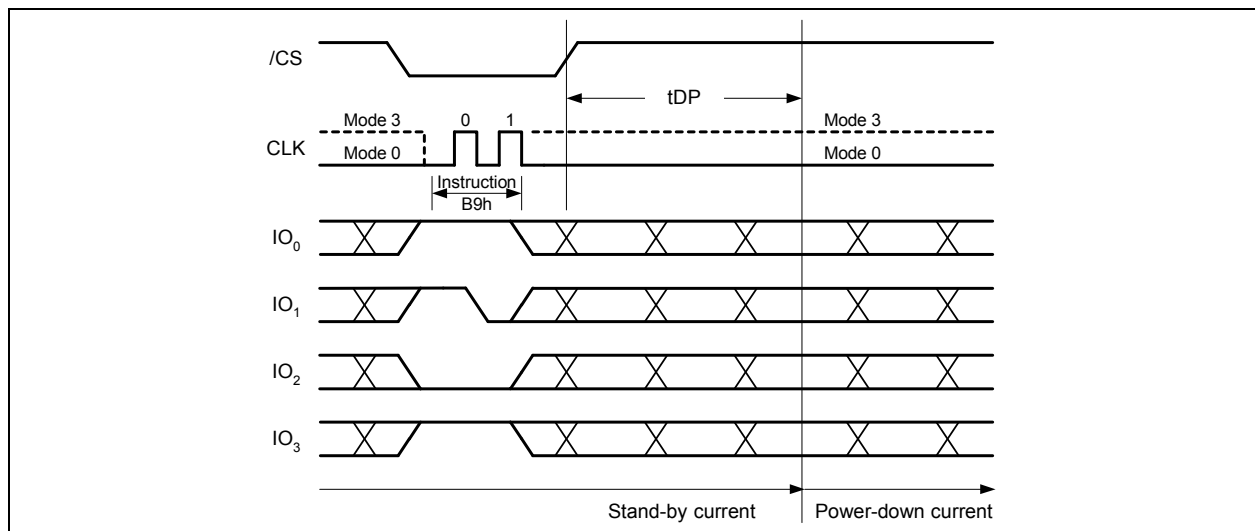 /CS
tDP
Mode 3 0 1 Mode 3
CLK
Mode 0 Mode 0
Instruction
B9h
IO0
IO1
IO2
IO3
Stand-by current Power-down current